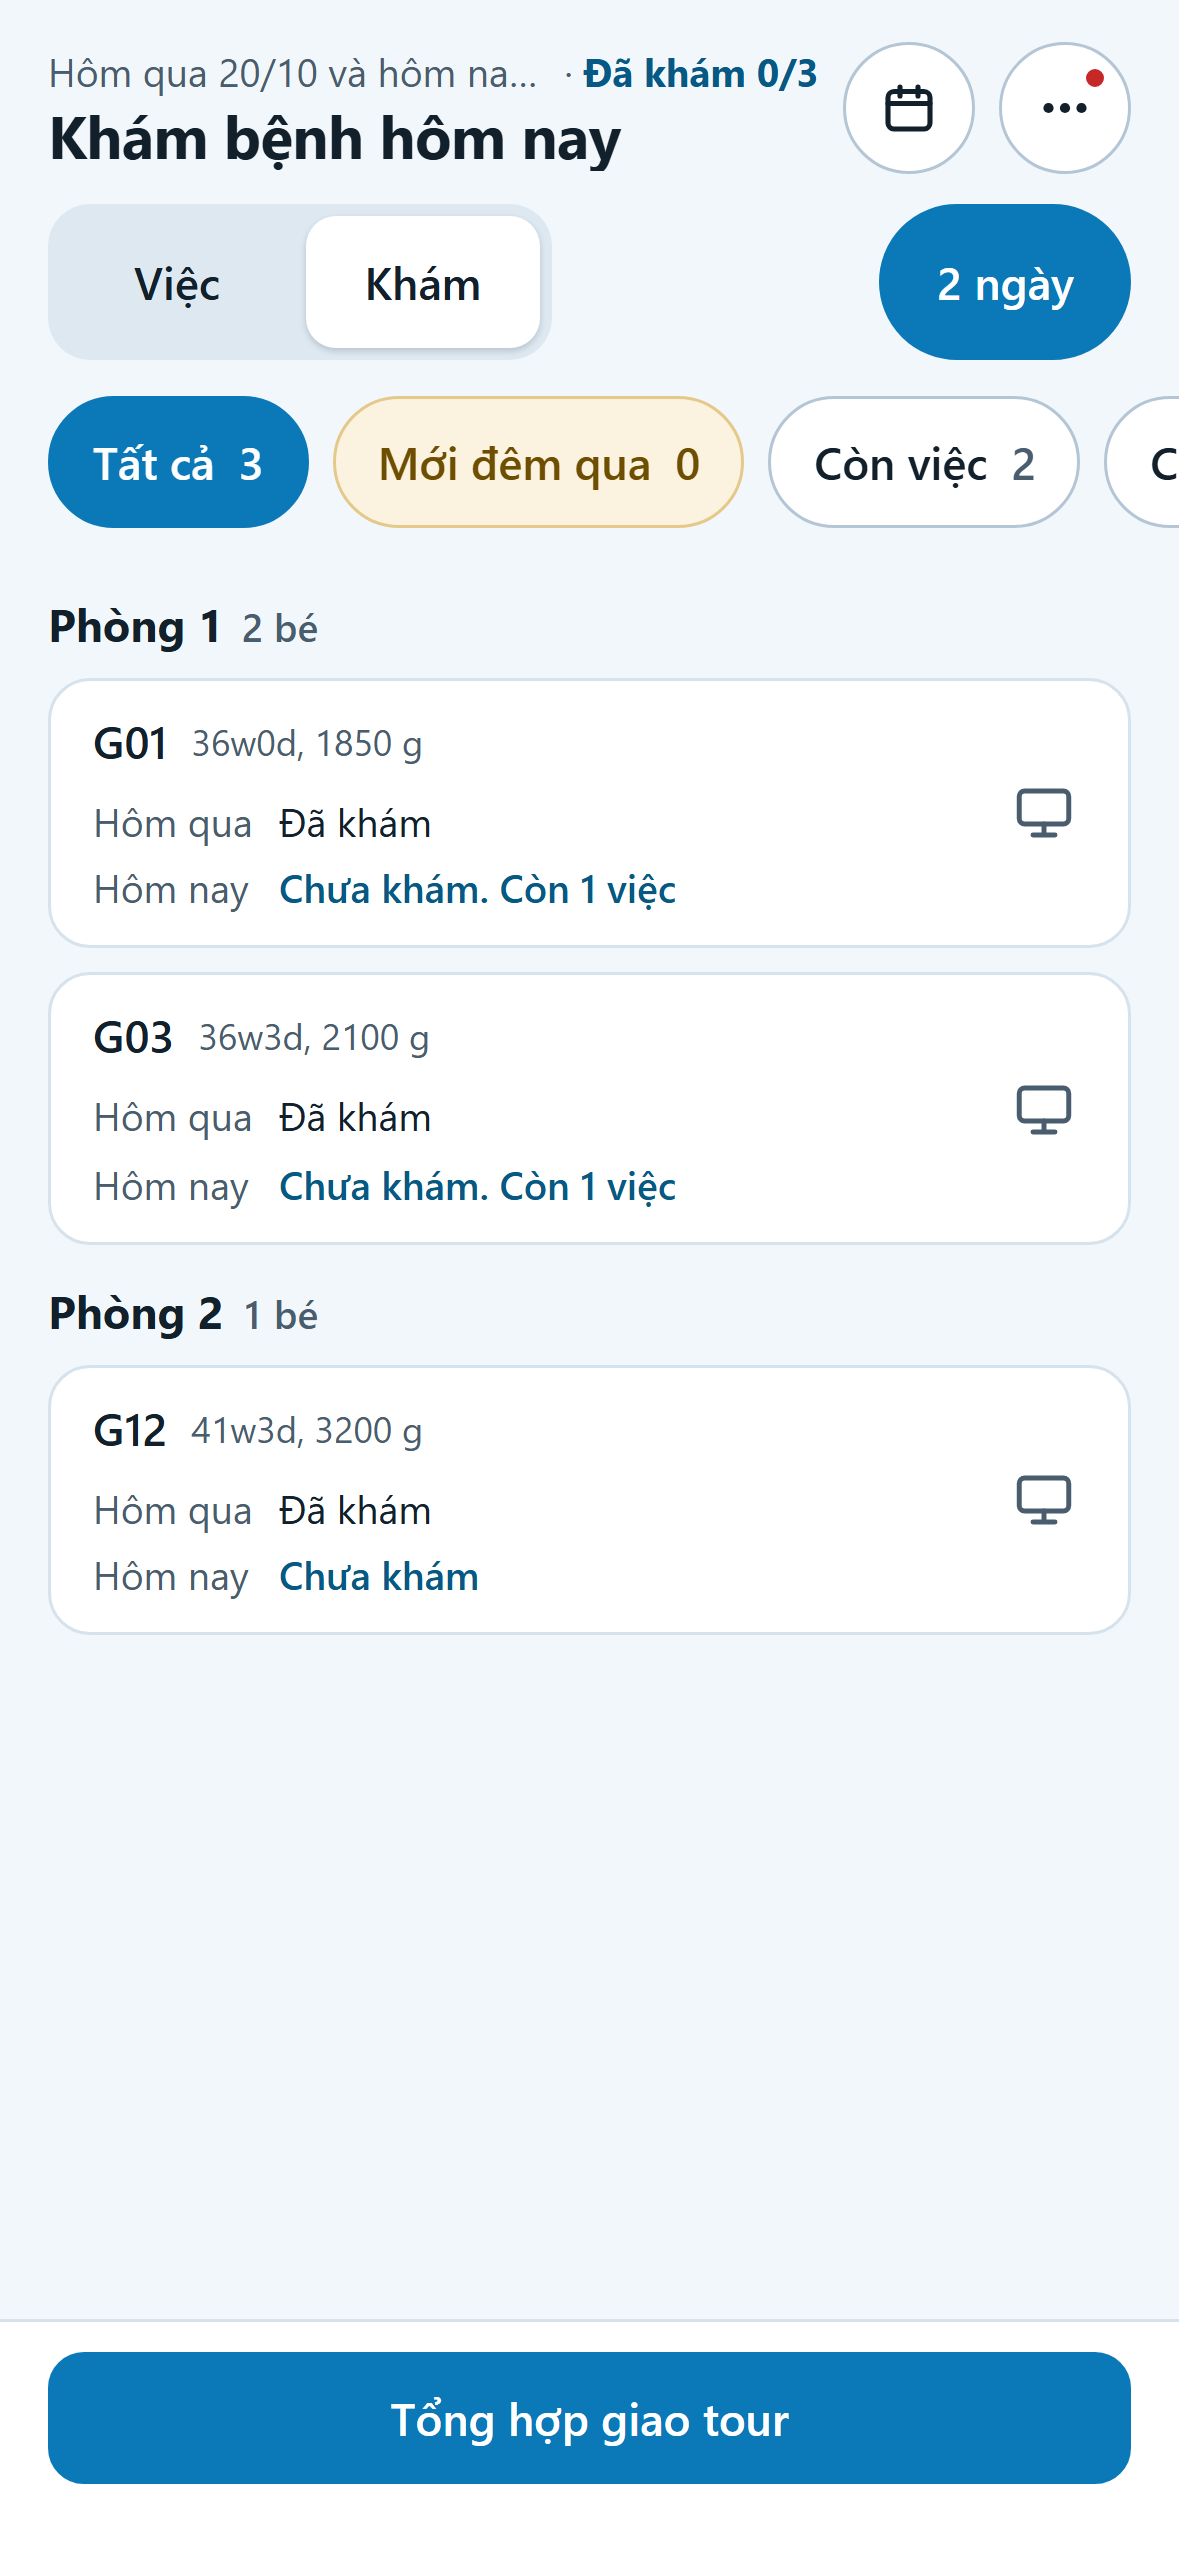 Hôm qua 20/10 và hôm na... · Đã khám 0/3
Khám bệnh hôm nay
Việc Khám 2 ngày
Tất cả 3 Mới đêm qua 0 Còn việc 2 C
Phòng 1 2 bé
G01 36w0d, 1850 g
Hôm qua Đã khám
Hôm nay Chưa khám. Còn 1 việc
G03 36w3d, 2100 g
Hôm qua Đã khám
Hôm nay Chưa khám. Còn 1 việc
Phòng 2 1 bé
G12 41w3d, 3200 g
Hôm qua Đã khám
Hôm nay Chưa khám
Tổng hợp giao tour